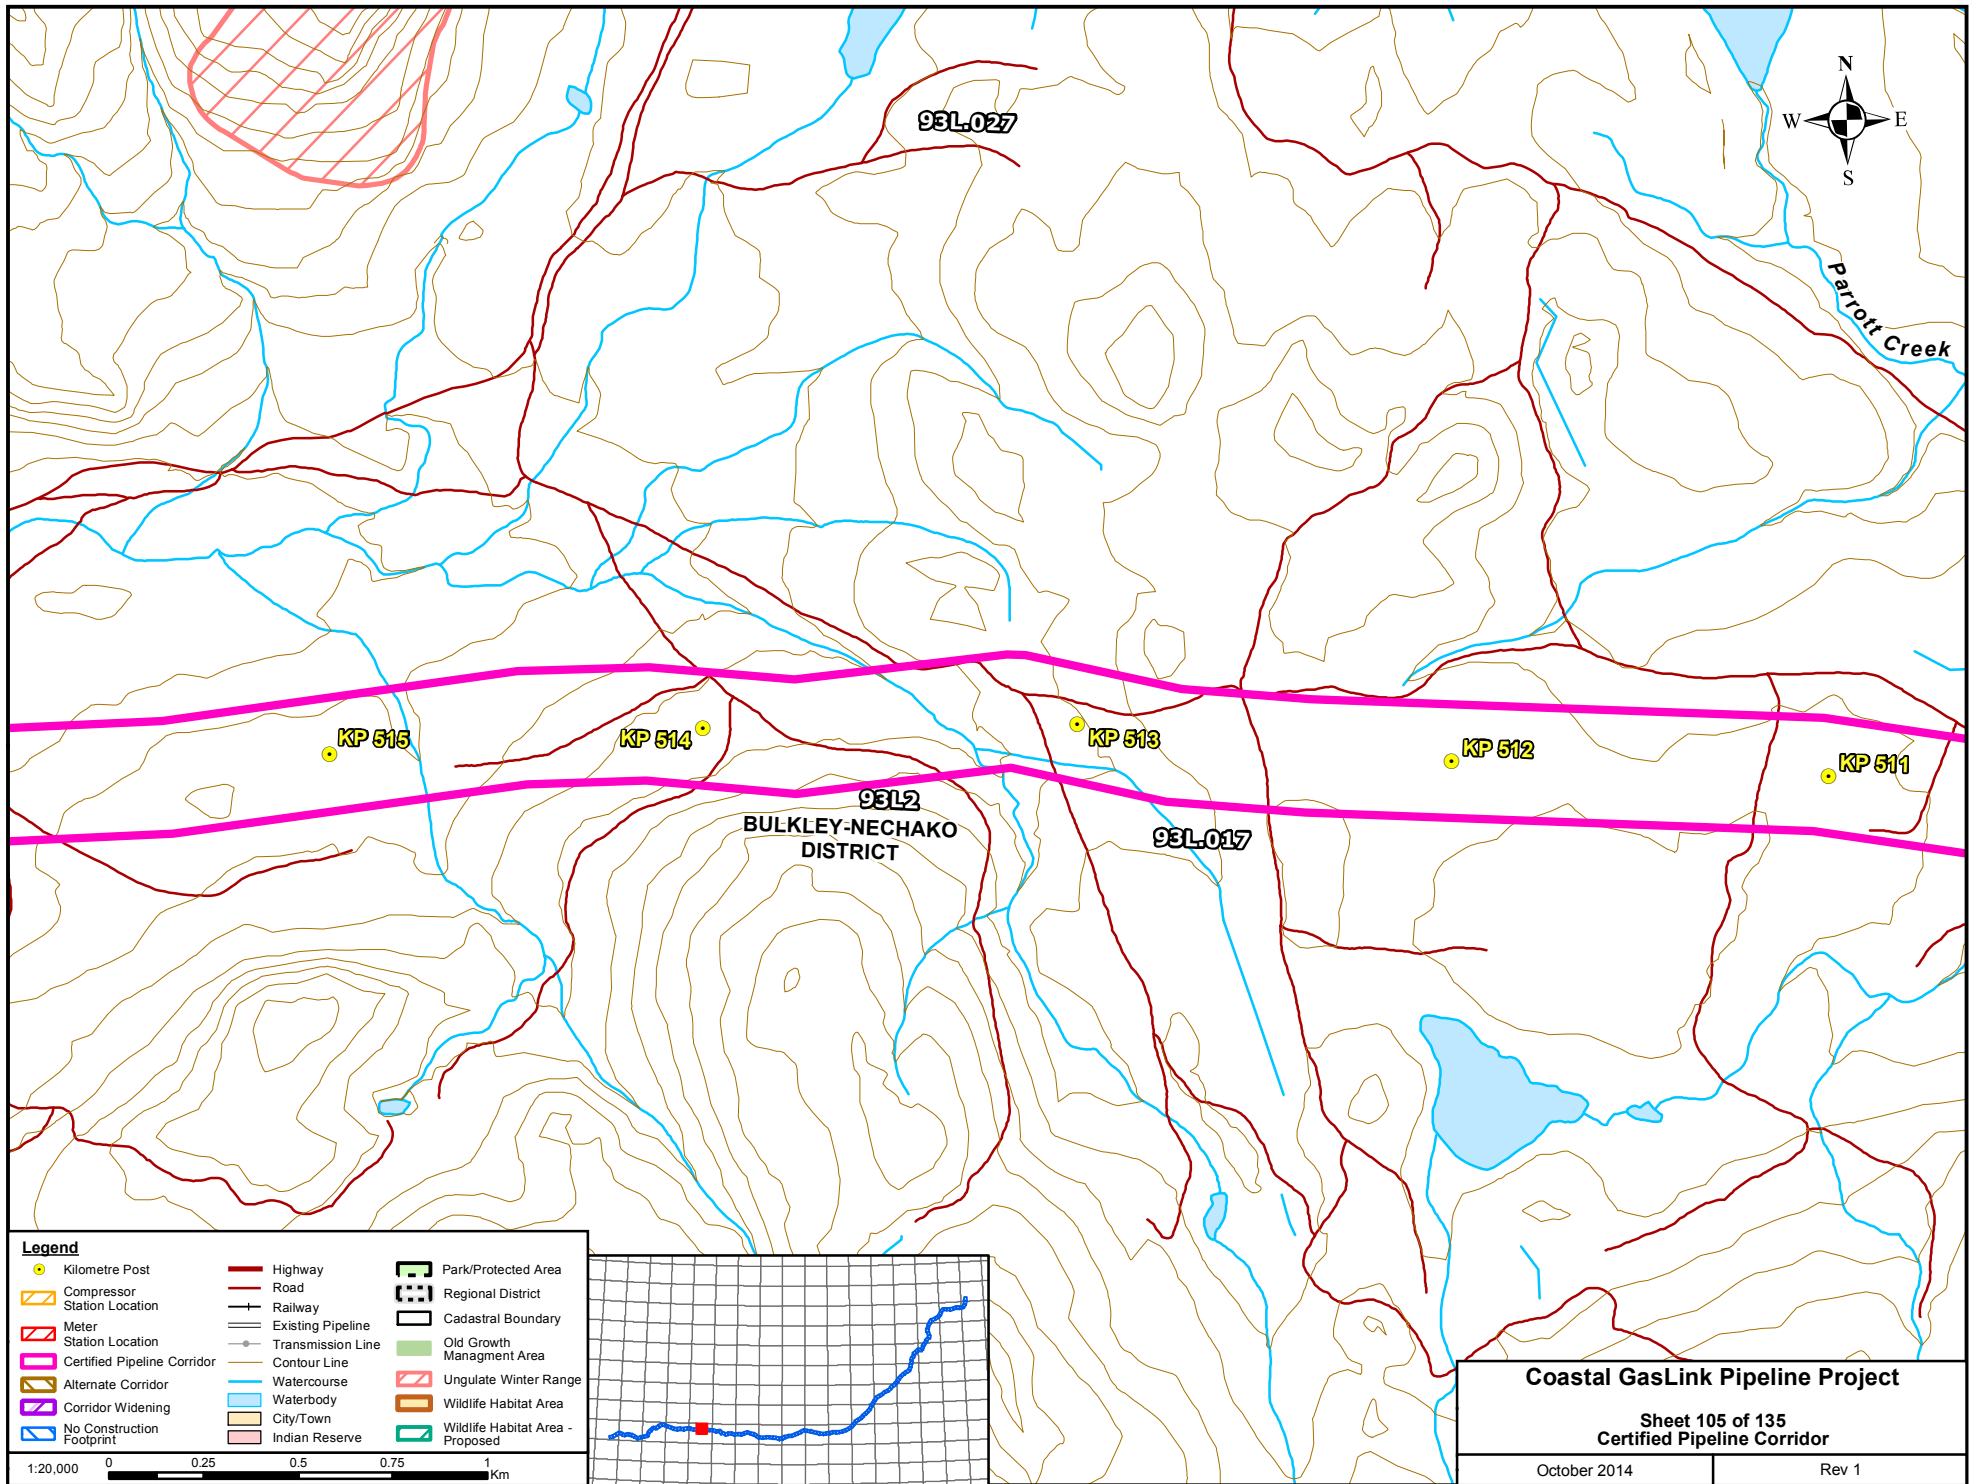 93L.027
N
W E
S
Parrott Creek
KP 515
KP 514
KP 513
KP 512
KP 511
93L2
BULKLEY-NECHAKO
DISTRICT
93L.017
Legend
Kilometre Post
Compressor
Station Location
Meter
Station Location
Certified Pipeline Corridor
Alternate Corridor
Corridor Widening
No Construction
Footprint
Highway
Road
Railway
Existing Pipeline
Transmission Line
Contour Line
Watercourse
Waterbody
City/Town
Indian Reserve
Park/Protected Area
Regional District
Cadastral Boundary
Old Growth
Managment Area
Ungulate Winter Range
Wildlife Habitat Area
Wildlife Habitat Area -
Proposed
1:20,000 0 0.25 0.5 0.75 1 Km
Coastal GasLink Pipeline Project
Sheet 105 of 135
Certified Pipeline Corridor
October 2014 Rev 1